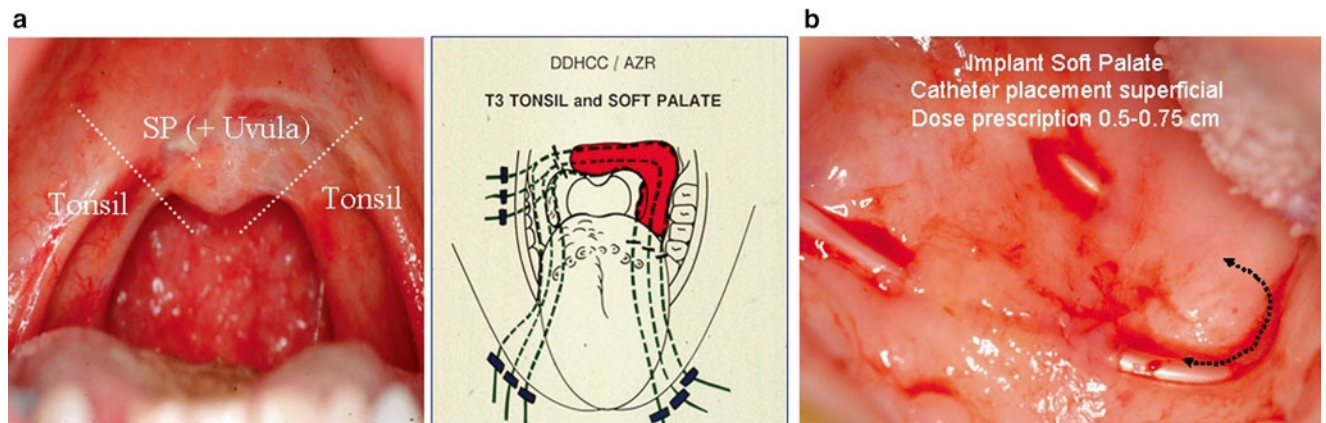 a
SP (+ Uvula)
Tonsil
Tonsil
DDHCC / AZR
T3 TONSIL and SOFT PALATE
b
Implant Soft Palate
Catheter placement superficial
Dose prescription 0.5-0.75 cm